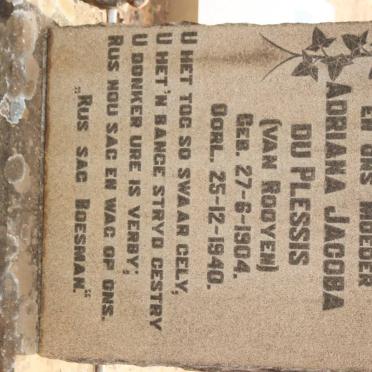 EN ONS MOEDER
ADRIANA JACOBA
DU PLESSIS
(VAN ROOYEN)
GEB. 27-6-1904.
OORL. 25-12-1940.
U HET TOG SO SWAAR GELY,
U HET 'N BANGE STRYD GESTRY
U DONKER URE IS VERBY;
RUS NOU SAG EN WAG OP ONS.
„RUS SAG BOESMAN."